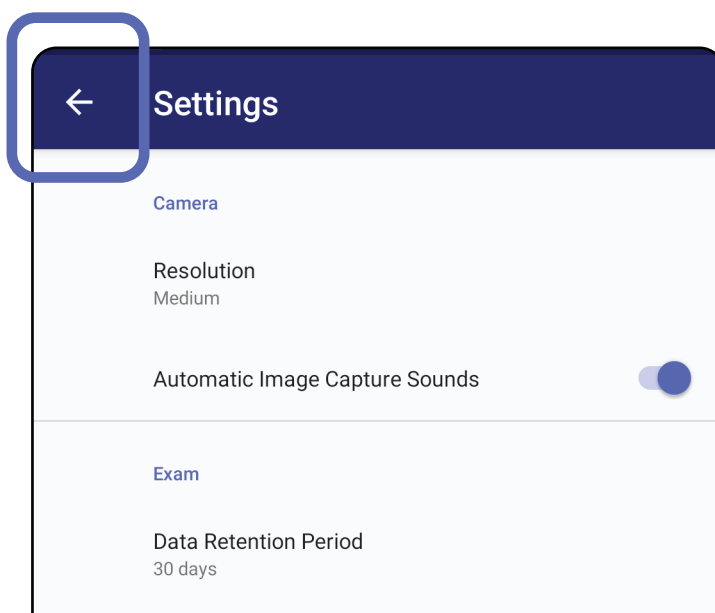 Settings
Camera
Resolution
Medium
Automatic Image Capture Sounds
Exam
Data Retention Period
30 days